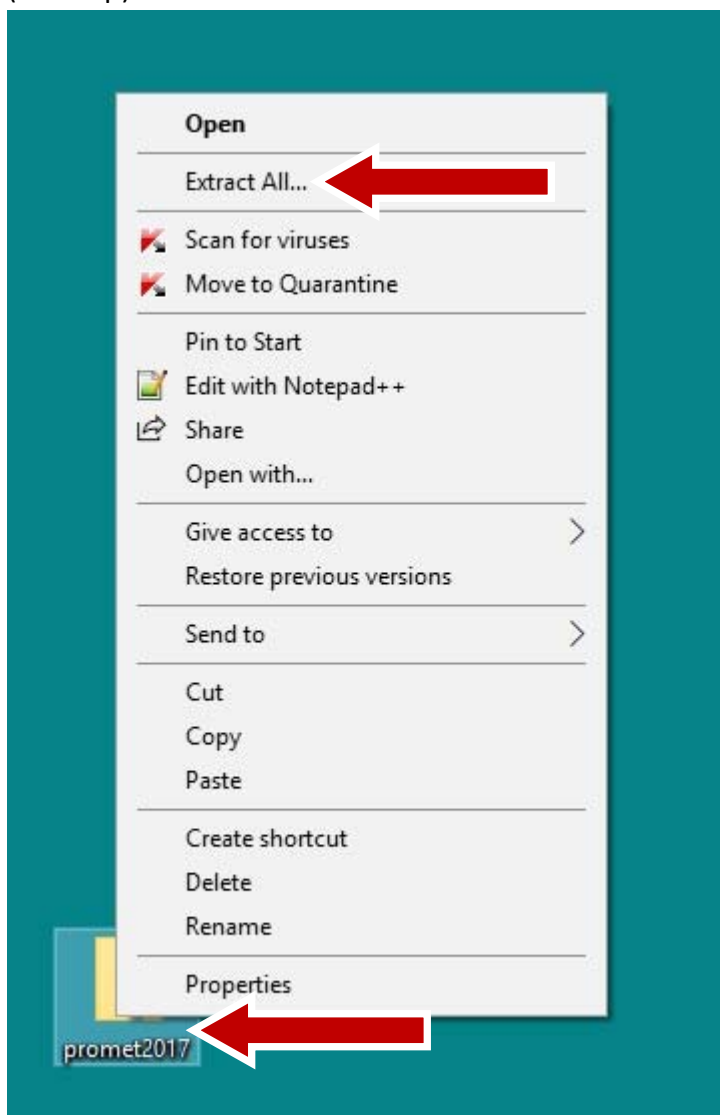 Open
Extract All...
Scan for viruses
Move to Quarantine
Pin to Start
Edit with Notepad++
Share
Open with...
Give access to
Restore previous versions
Send to
Cut
Copy
Paste
Create shortcut
Delete
Rename
Properties
promet2017